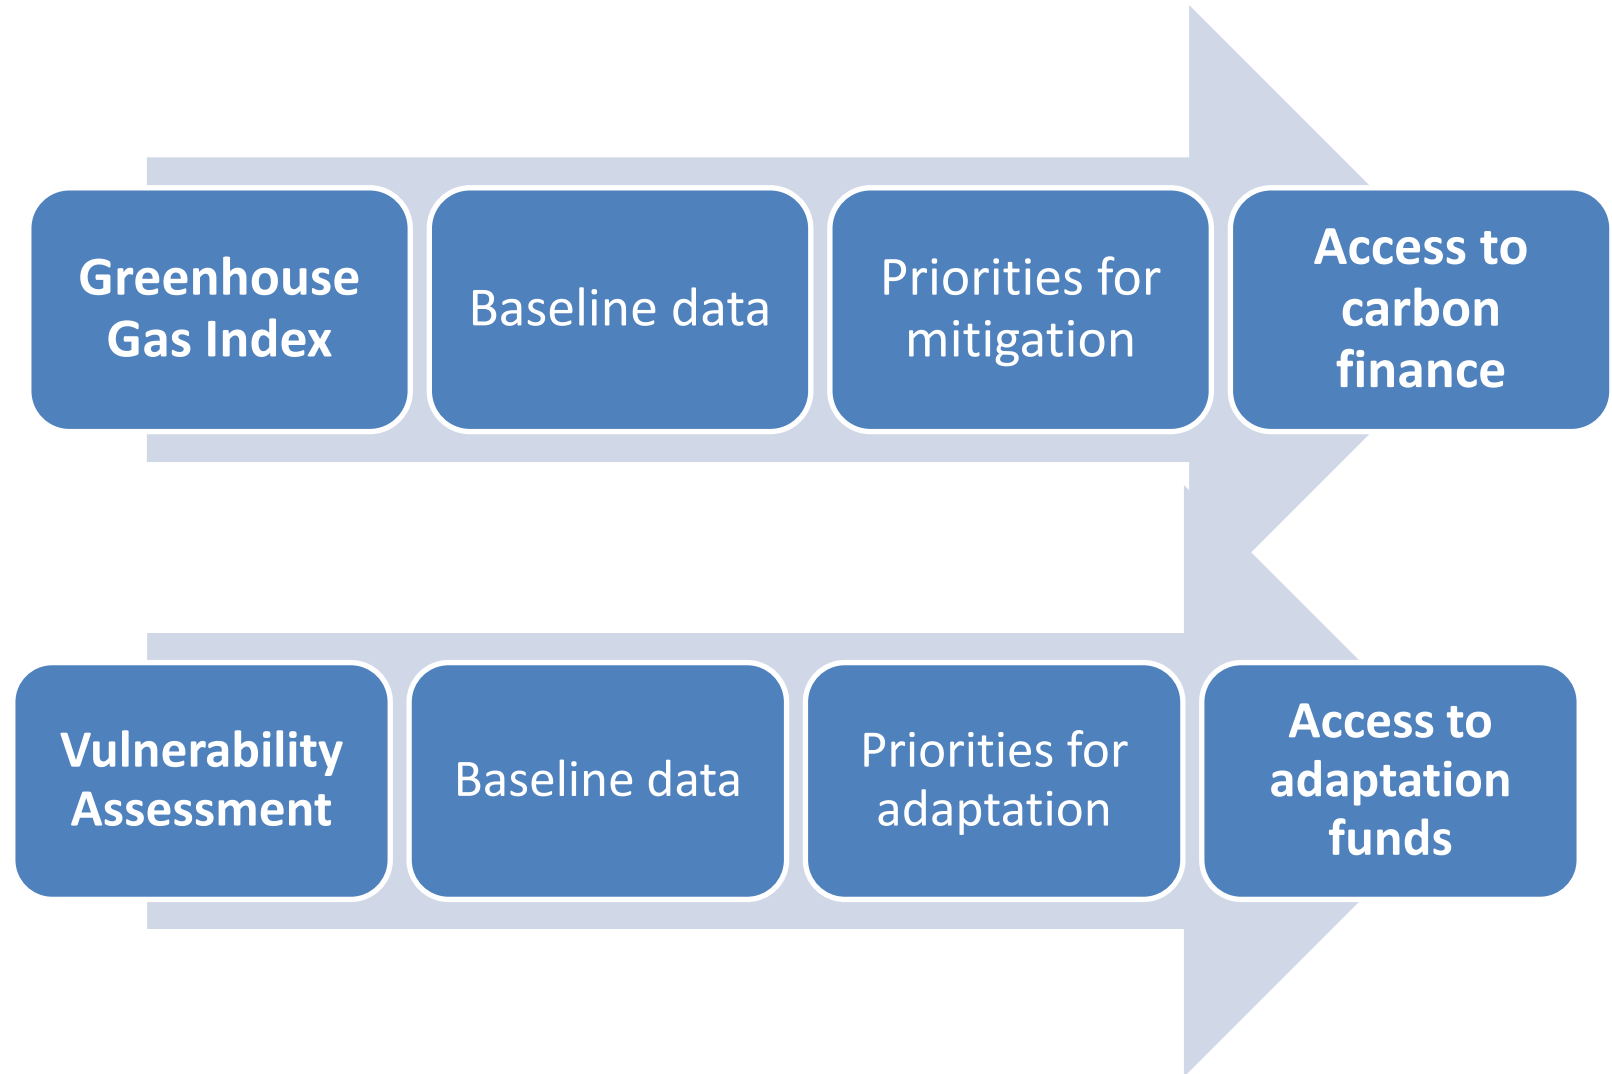 Greenhouse
Gas Index
Baseline data
Priorities for
mitigation
Access to
carbon
finance
Vulnerability
Assessment
Baseline data
Priorities for
adaptation
Access to
adaptation
funds